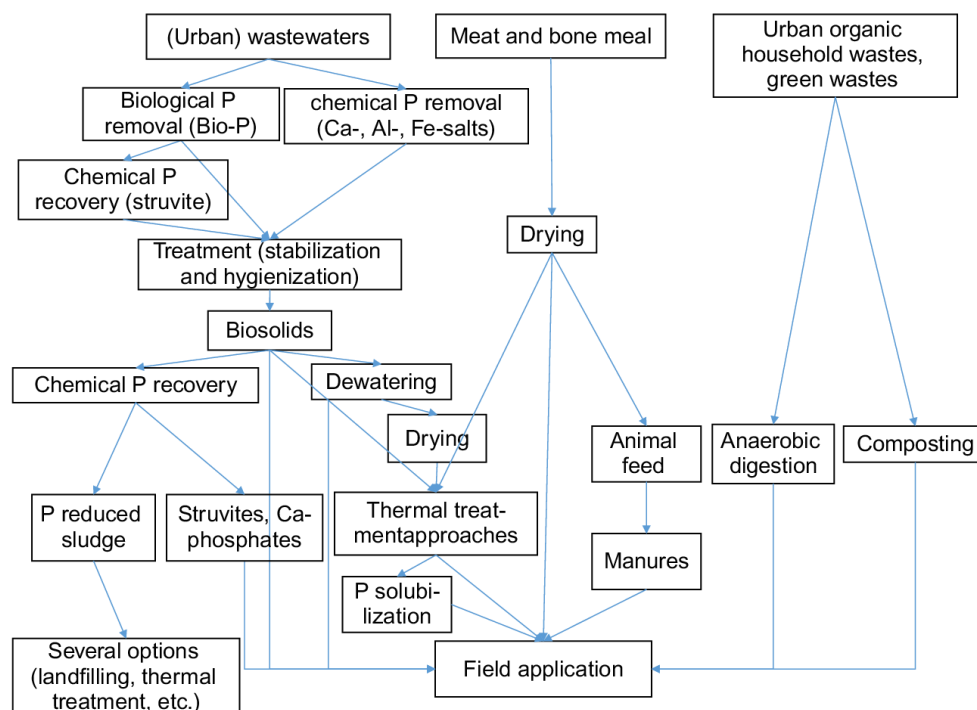 (Urban) wastewaters
Meat and bone meal
Urban organic
household wastes,
green wastes
Biological P
removal (Bio-P)
chemical P removal
(Ca-, Al-, Fe-salts)
Chemical P
recovery (struvite)
Drying
Treatment (stabilization
and hygienization)
Biosolids
Chemical P recovery
Dewatering
Drying
Animal
feed
Anaerobic
digestion
Composting
P reduced
sludge
Struvites, Ca-
phosphates
Thermal treat-
mentapproaches
Manures
P solubi-
lization
Several options
(landfilling, thermal
treatment, etc.)
Field application